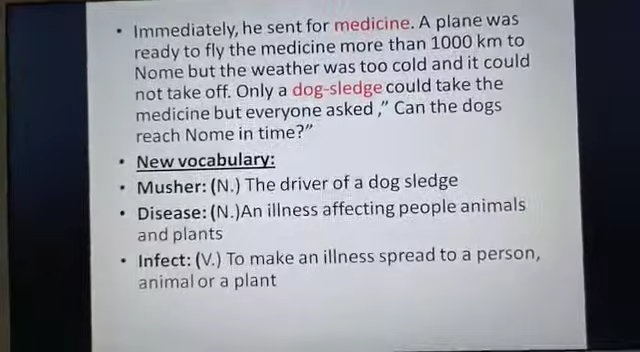 • Immediately, he sent for medicine. A plane was
ready to fly the medicine more than 1000 km to
Nome but the weather was too cold and it could
not take off. Only a dog-sledge could take the
medicine but everyone asked ,” Can the dogs
reach Nome in time?”
• New vocabulary:
• Musher: (N.) The driver of a dog sledge
• Disease: (N.)An illness affecting people animals
and plants
• Infect: (V.) To make an illness spread to a person,
animal or a plant